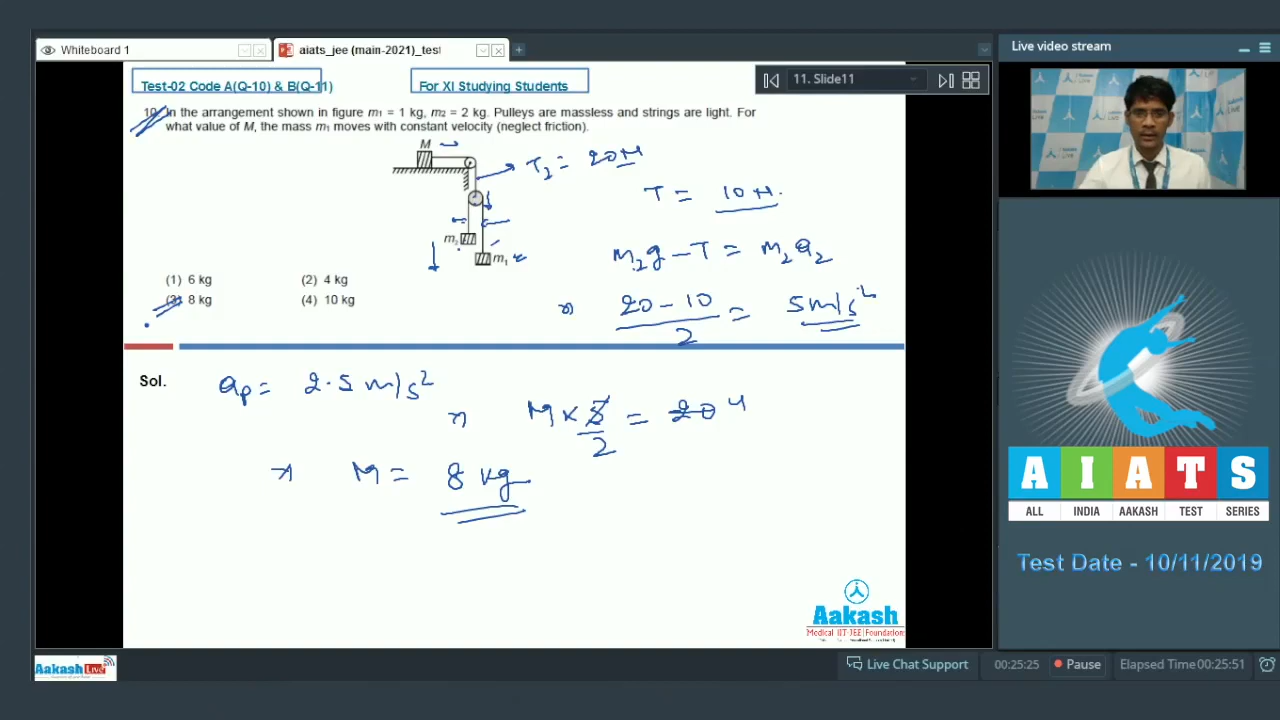 Whiteboard 1
aiats_jee (main-2021)_test
Live video stream
Test-02 Code A(Q-10) & B(Q-11)
For XI Studying Students
11. Slide11
10. In the arrangement shown in figure m₁ = 1 kg, m₂ = 2 kg. Pulleys are massless and strings are light. For
what value of M, the mass m₁ moves with constant velocity (neglect friction).
M
T₂ = 20 N
T = 10 N.
m₂
m₁
m₂g – T = m₂a₂
(1) 6 kg
(2) 4 kg
(3) 8 kg
(4) 10 kg
20 – 10 / 2 = 5 m/s²
Sol.
aₚ = 2.5 m/s²
M × 5/2 = 20 4
M = 8 kg
A I A T S
ALL INDIA AAKASH TEST SERIES
Test Date - 10/11/2019
Aakash
Medical|IIT-JEE|Foundations
Aakash Live
Live Chat Support
00:25:25
Pause
Elapsed Time 00:25:51